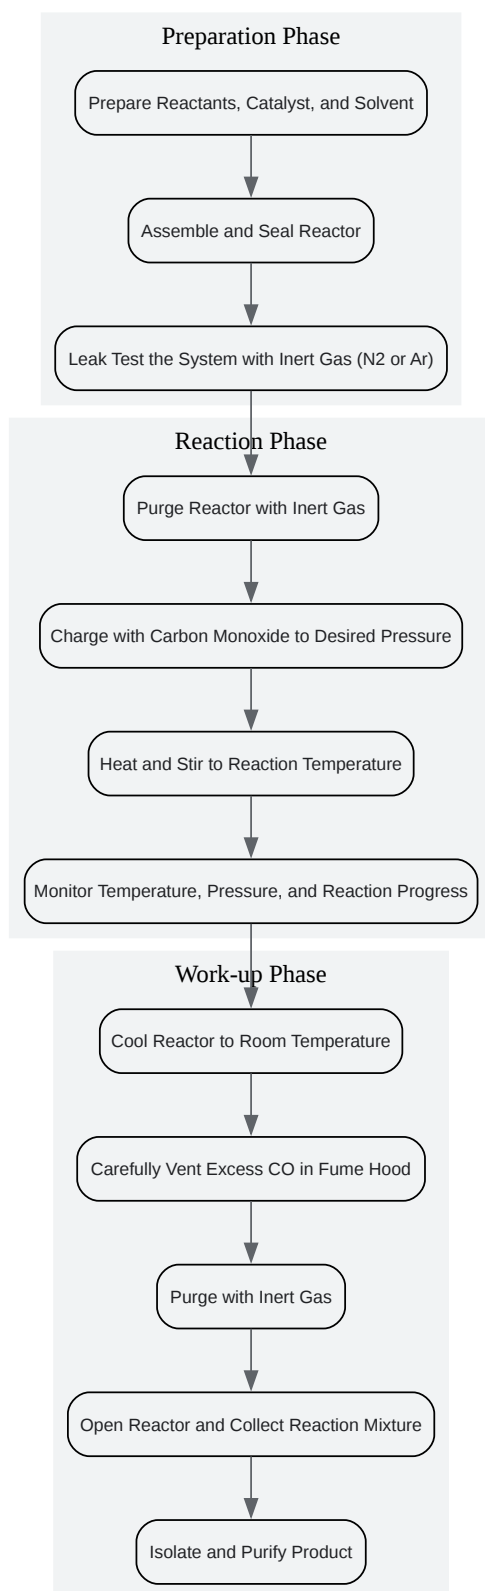 Preparation Phase
Prepare Reactants, Catalyst, and Solvent
Assemble and Seal Reactor
Leak Test the System with Inert Gas (N2 or Ar)
Reaction Phase
Purge Reactor with Inert Gas
Charge with Carbon Monoxide to Desired Pressure
Heat and Stir to Reaction Temperature
Monitor Temperature, Pressure, and Reaction Progress
Work-up Phase
Cool Reactor to Room Temperature
Carefully Vent Excess CO in Fume Hood
Purge with Inert Gas
Open Reactor and Collect Reaction Mixture
Isolate and Purify Product